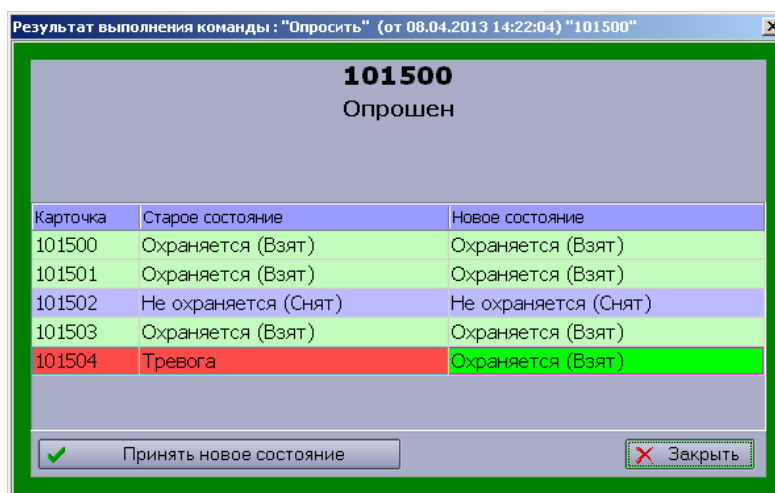 Результат выполнения команды : "Опросить" (от 08.04.2013 14:22:04) "101500"
101500
Опрошен
Карточка Старое состояние Новое состояние
101500 Охраняется (Взят) Охраняется (Взят)
101501 Охраняется (Взят) Охраняется (Взят)
101502 Не охраняется (Снят) Не охраняется (Снят)
101503 Охраняется (Взят) Охраняется (Взят)
101504 Тревога Охраняется (Взят)
Принять новое состояние Закрыть